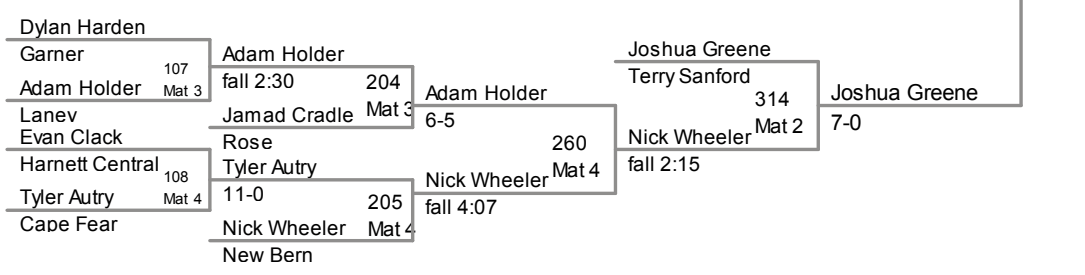 Dylan Harden
Garner
107
Mat 3
Adam Holder
Laney
Evan Clack
Harnett Central
108
Mat 4
Tyler Autry
Cape Fear
Adam Holder
fall 2:30
204
Mat 3
Jamad Cradle
Rose
Tyler Autry
11-0
205
Mat 4
Nick Wheeler
New Bern
Adam Holder
6-5
260
Mat 4
Nick Wheeler
fall 4:07
Joshua Greene
Terry Sanford
314
Mat 2
Nick Wheeler
fall 2:15
Joshua Greene
7-0